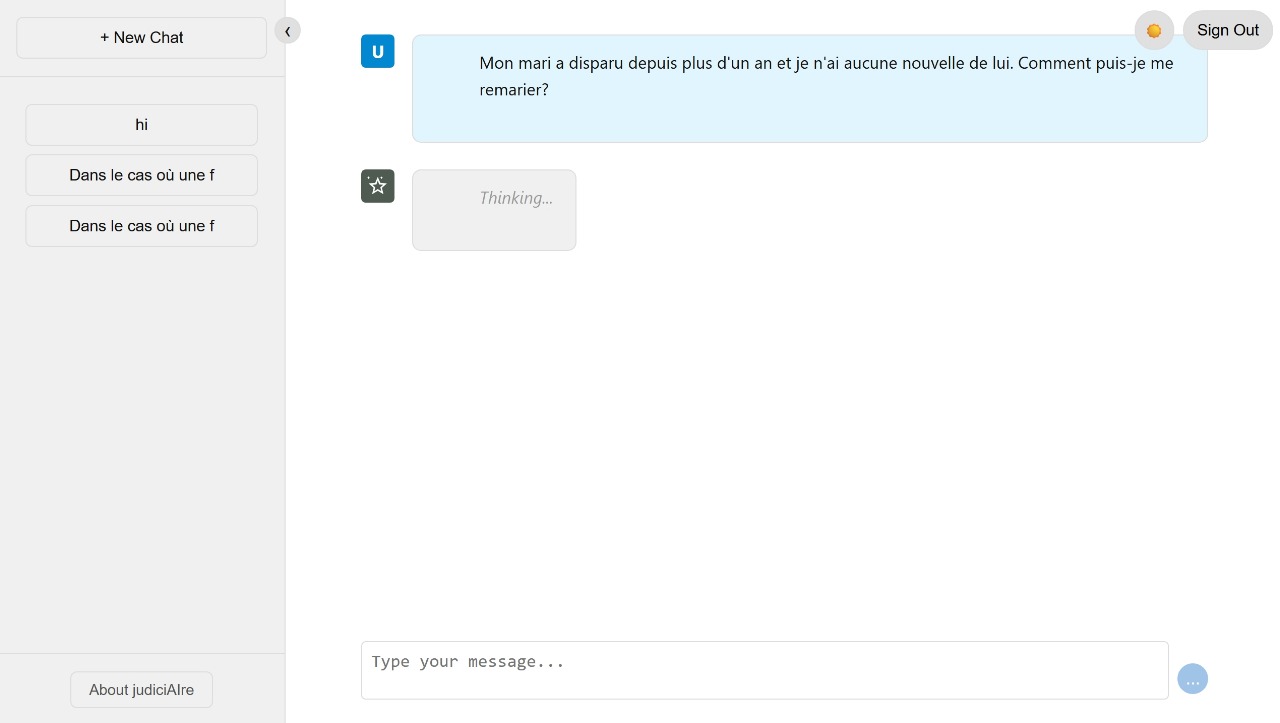 + New Chat
hi
Dans le cas où une f
Dans le cas où une f
About judiciAIre
Sign Out
U
Mon mari a disparu depuis plus d'un an et je n'ai aucune nouvelle de lui. Comment puis-je me
remarier?
Thinking...
Type your message...
...